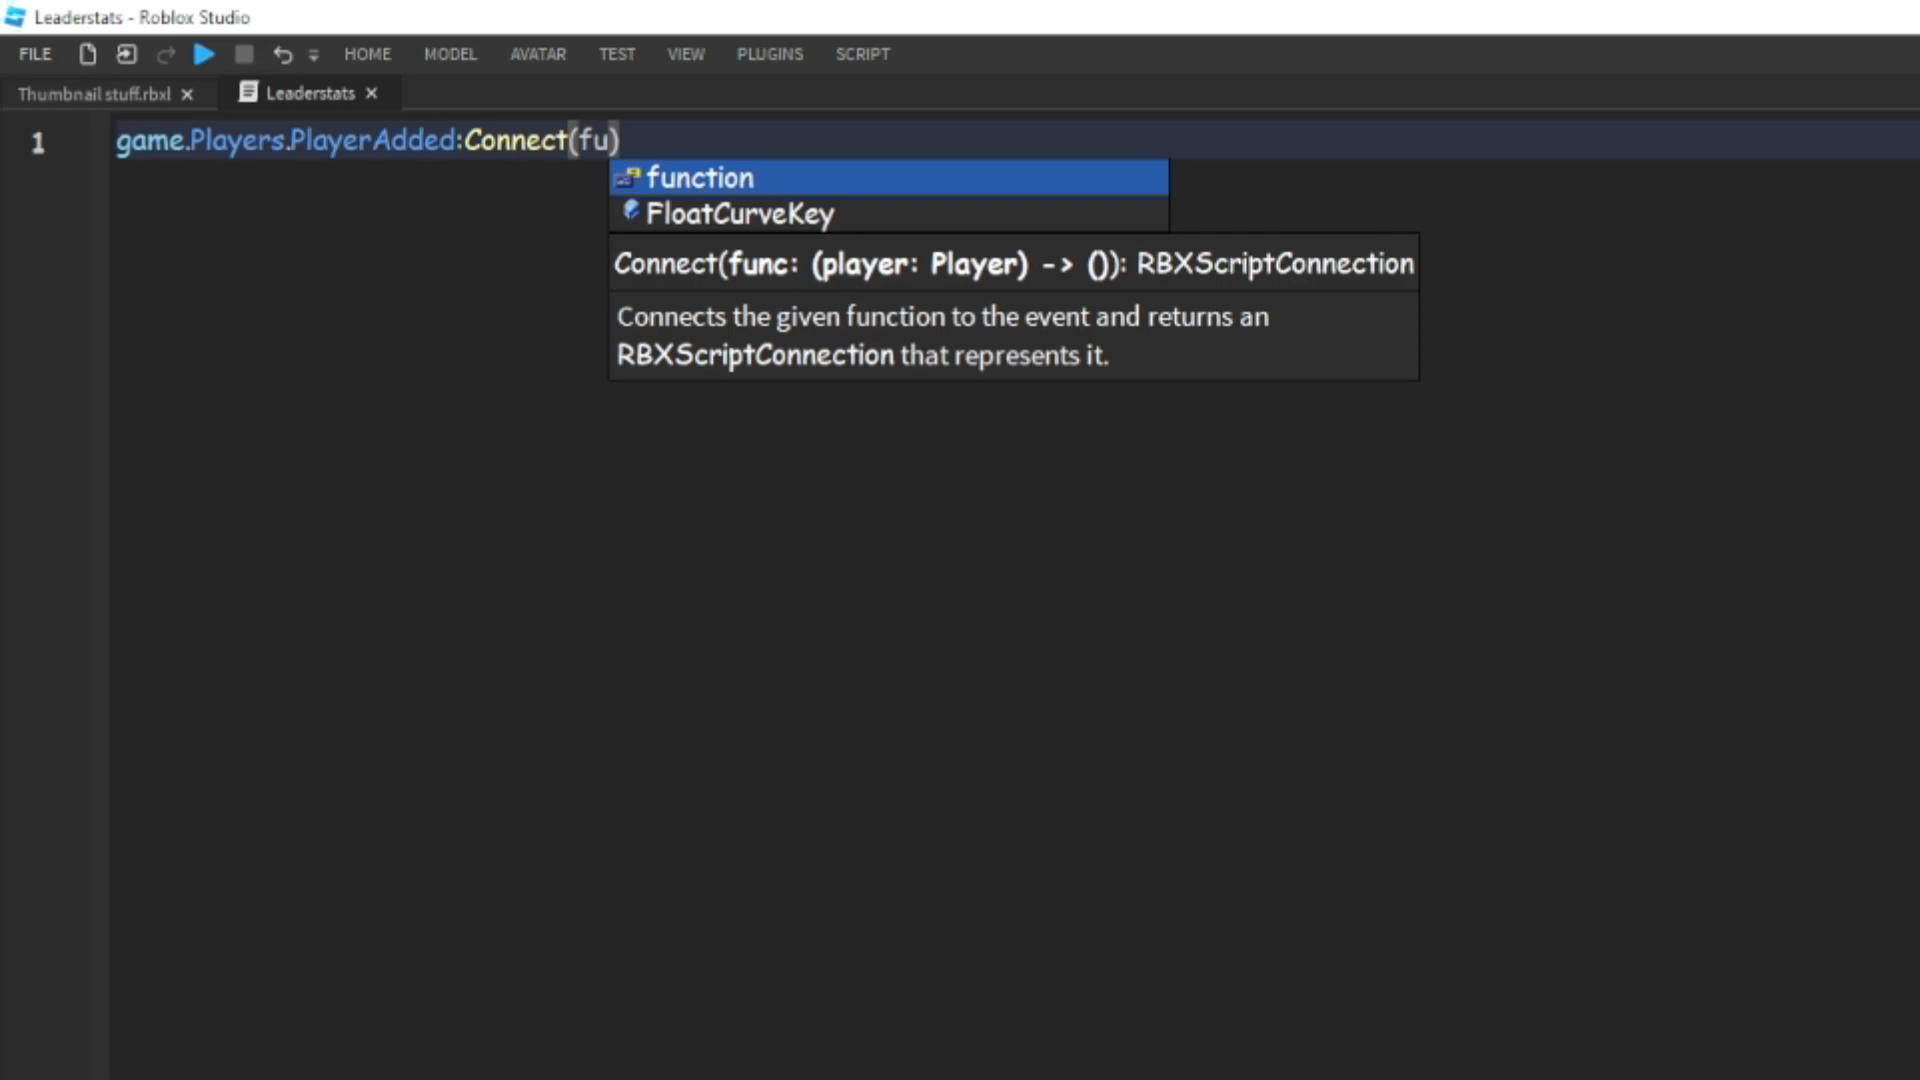 Leaderstats - Roblox Studio
FILE HOME MODEL AVATAR TEST VIEW PLUGINS SCRIPT
Thumbnail stuff.rbxl × Leaderstats ×
1 game.Players.PlayerAdded:Connect(fu)
function
FloatCurveKey
Connect(func: (player: Player) -> ()): RBXScriptConnection
Connects the given function to the event and returns an
RBXScriptConnection that represents it.